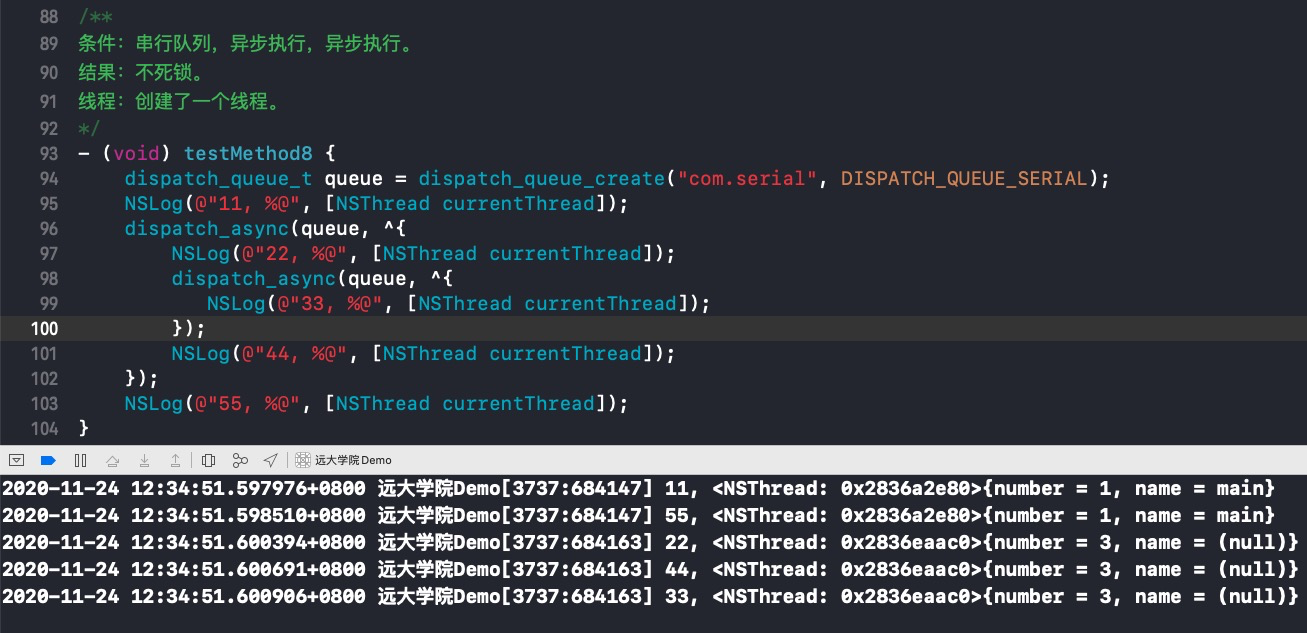 88 /**
89 条件：串行队列，异步执行，异步执行。
90 结果：不死锁。
91 线程：创建了一个线程。
92 */
93 - (void) testMethod8 {
94 dispatch_queue_t queue = dispatch_queue_create("com.serial", DISPATCH_QUEUE_SERIAL);
95 NSLog(@"11, %@", [NSThread currentThread]);
96 dispatch_async(queue, ^{
97 NSLog(@"22, %@", [NSThread currentThread]);
98 dispatch_async(queue, ^{
99 NSLog(@"33, %@", [NSThread currentThread]);
100 });
101 NSLog(@"44, %@", [NSThread currentThread]);
102 });
103 NSLog(@"55, %@", [NSThread currentThread]);
104 }
远大学院Demo
2020-11-24 12:34:51.597976+0800 远大学院Demo[3737:684147] 11, <NSThread: 0x2836a2e80>{number = 1, name = main}
2020-11-24 12:34:51.598510+0800 远大学院Demo[3737:684147] 55, <NSThread: 0x2836a2e80>{number = 1, name = main}
2020-11-24 12:34:51.600394+0800 远大学院Demo[3737:684163] 22, <NSThread: 0x2836eaac0>{number = 3, name = (null)}
2020-11-24 12:34:51.600691+0800 远大学院Demo[3737:684163] 44, <NSThread: 0x2836eaac0>{number = 3, name = (null)}
2020-11-24 12:34:51.600906+0800 远大学院Demo[3737:684163] 33, <NSThread: 0x2836eaac0>{number = 3, name = (null)}